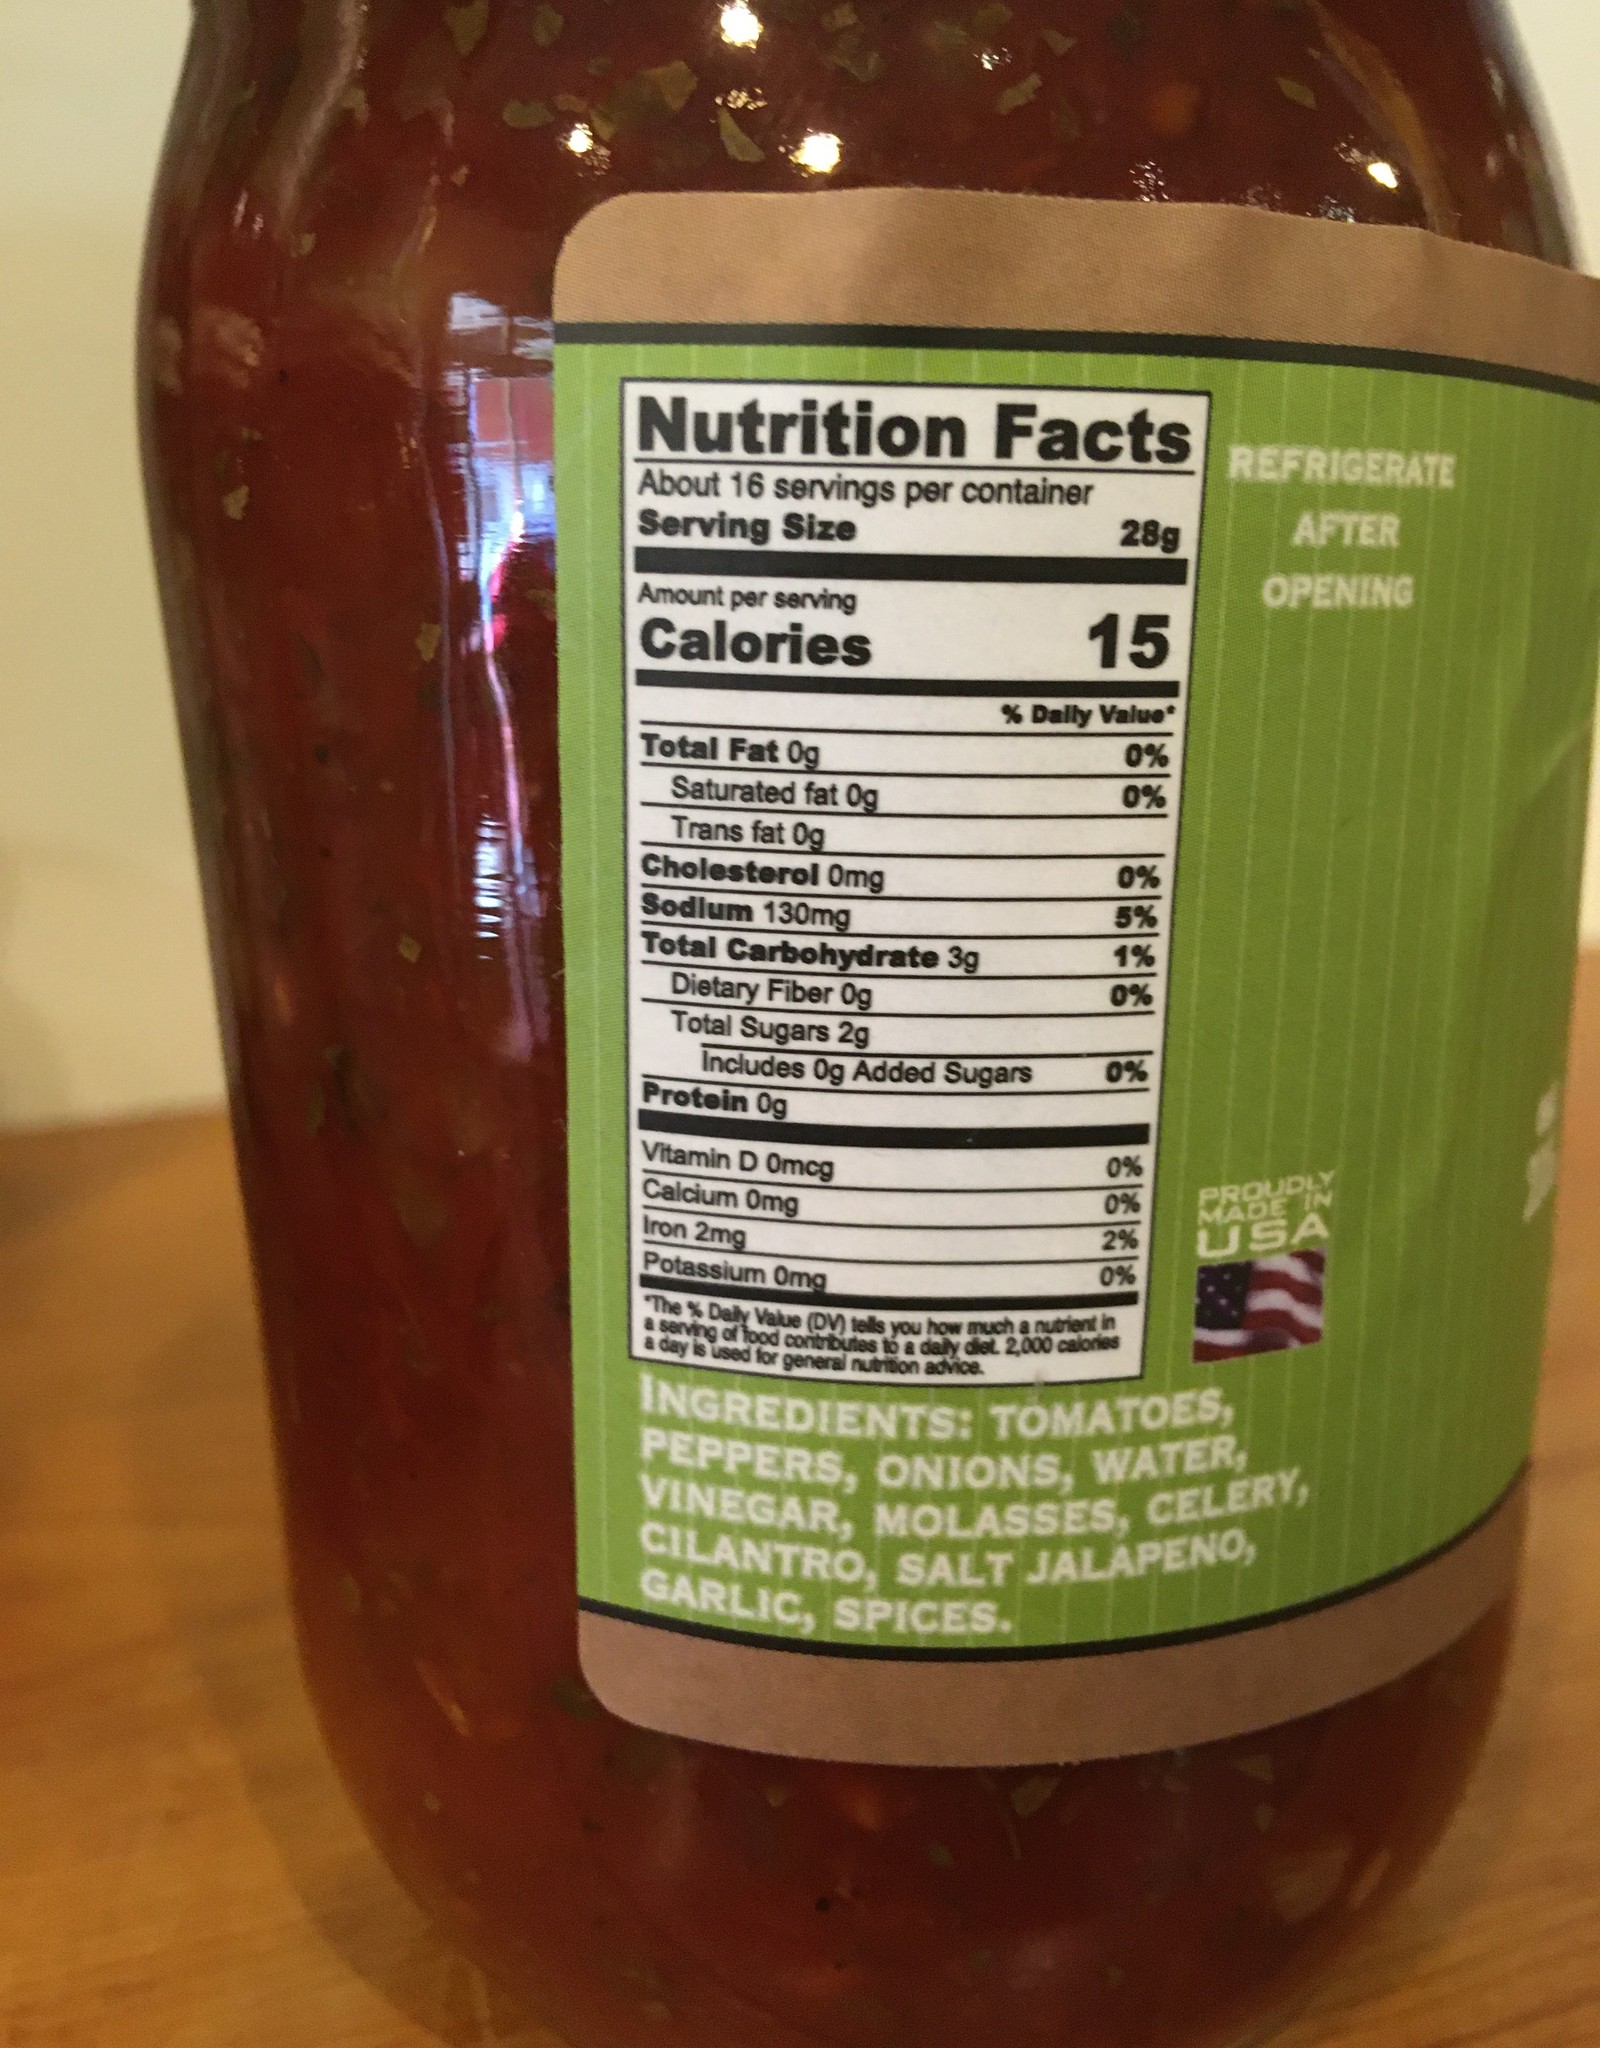 Nutrition Facts
About 16 servings per container
Serving Size 28g
Amount per serving
Calories 15
% Daily Value*
Total Fat 0g 0%
Saturated fat 0g 0%
Trans fat 0g
Cholesterol 0mg 0%
Sodium 130mg 5%
Total Carbohydrate 3g 1%
Dietary Fiber 0g 0%
Total Sugars 2g
Includes 0g Added Sugars 0%
Protein 0g
Vitamin D 0mcg 0%
Calcium 0mg 0%
Iron 2mg 2%
Potassium 0mg 0%
*The % Daily Value (DV) tells you how much a nutrient in
a serving of food contributes to a daily diet. 2,000 calories
a day is used for general nutrition advice.
INGREDIENTS: TOMATOES,
PEPPERS, ONIONS, WATER,
VINEGAR, MOLASSES, CELERY,
CILANTRO, SALT JALAPENO,
GARLIC, SPICES.
REFRIGERATE
AFTER
OPENING
PROUDLY
MADE IN
USA